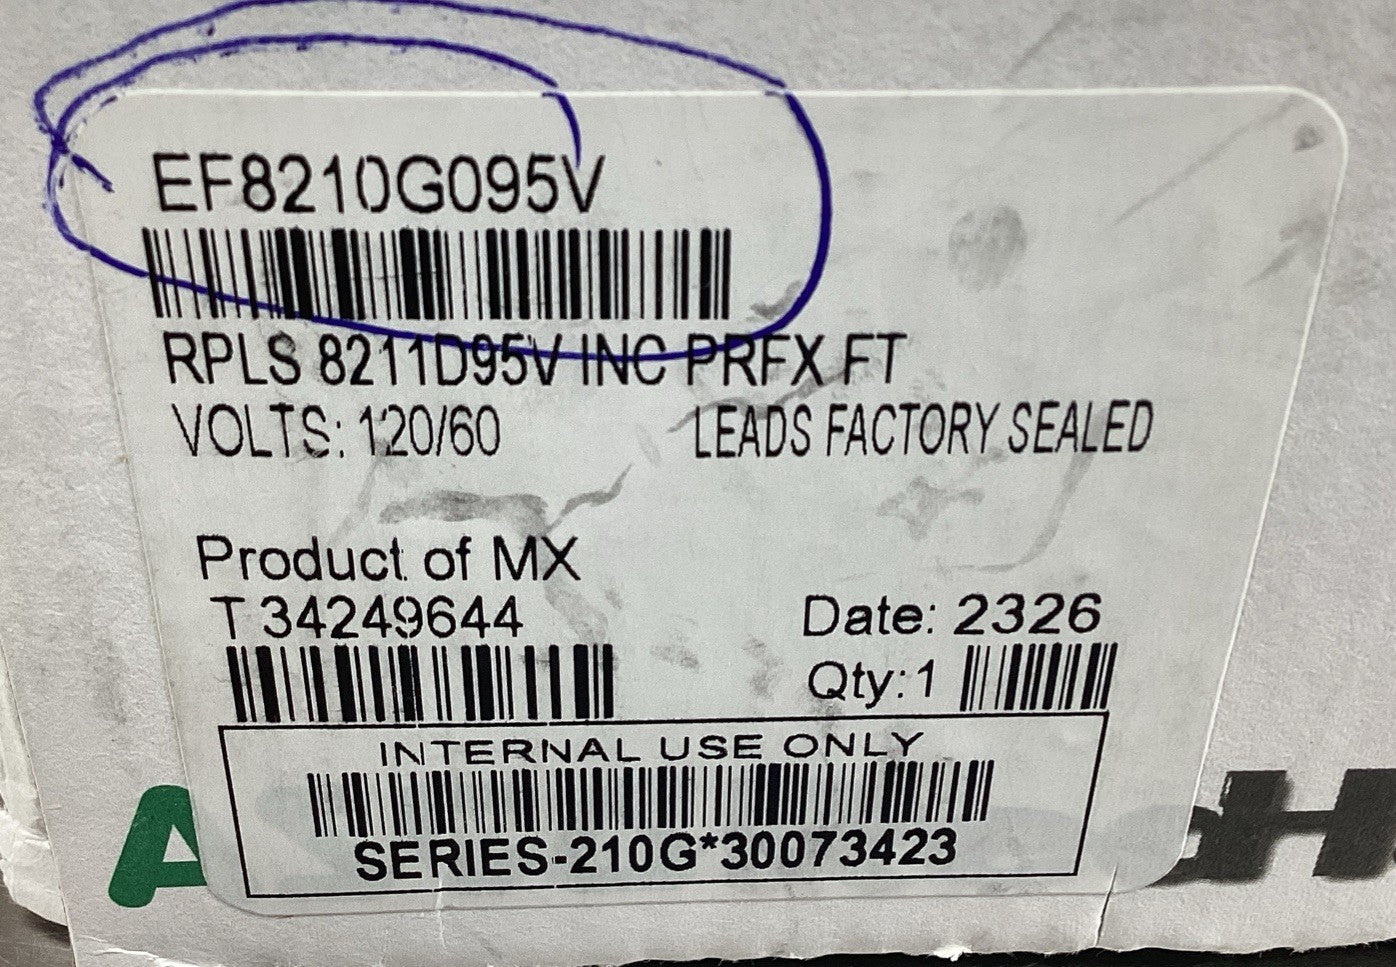 EF8210G095V
RPLS 8211D95V INC PRFX FT
VOLTS: 120/60 LEADS FACTORY SEALED
Product of MX
T 34249644 Date: 2326
Qty: 1
INTERNAL USE ONLY
SERIES-210G*30073423
A